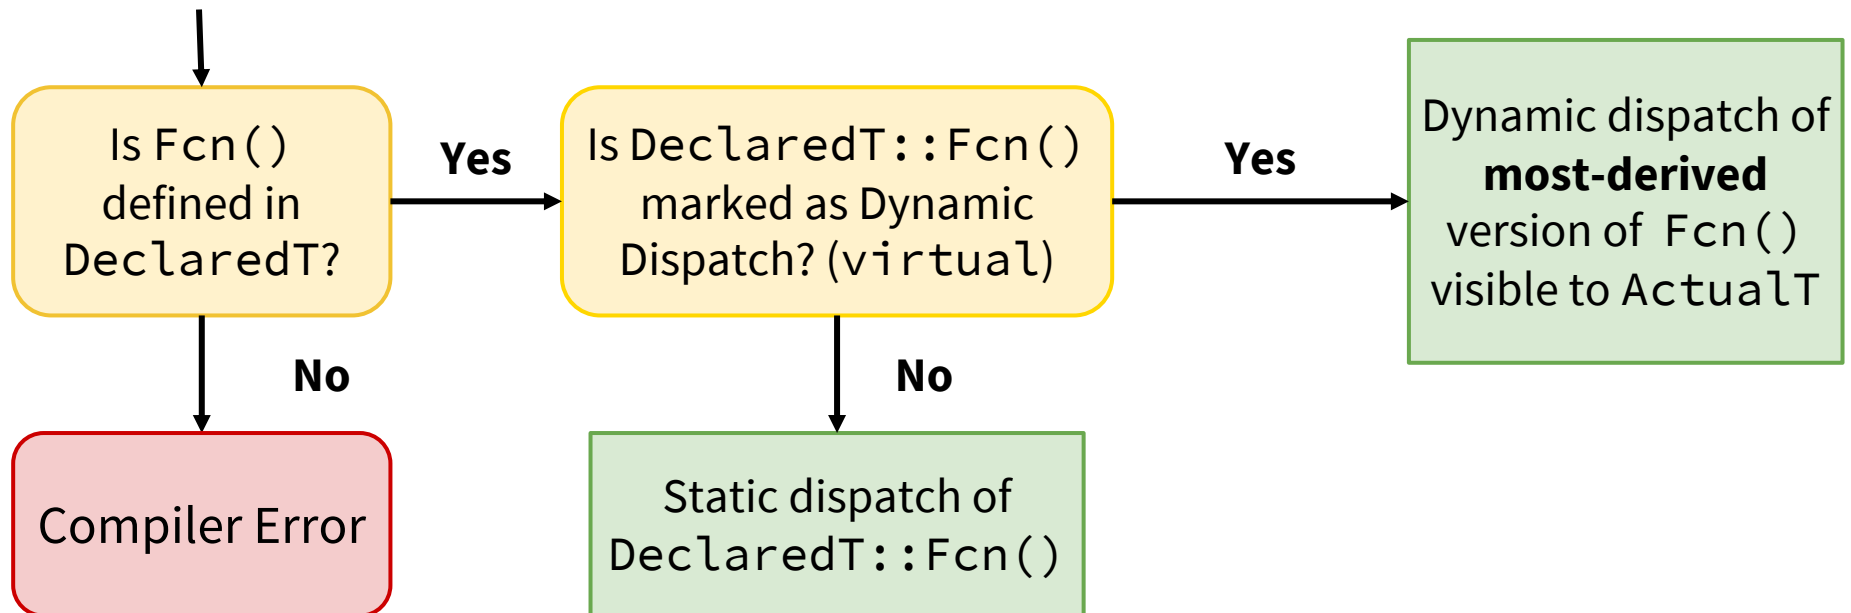 Is Fcn()
defined in
DeclaredT?
Yes
Is DeclaredT::Fcn()
marked as Dynamic
Dispatch? (virtual)
Yes
Dynamic dispatch of
most-derived
version of Fcn()
visible to ActualT
No
No
Compiler Error
Static dispatch of
DeclaredT::Fcn()